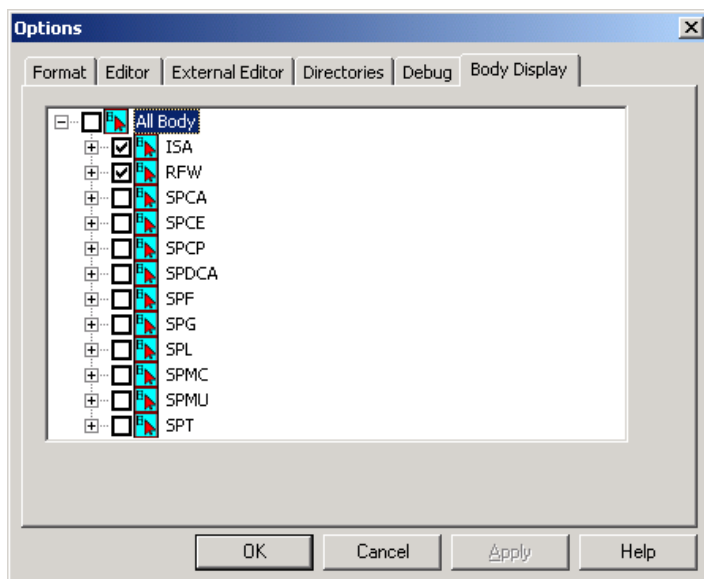 Options
Format Editor External Editor Directories Debug Body Display
All Body
ISA
RFW
SPCA
SPCE
SPCP
SPDCA
SPF
SPG
SPL
SPMC
SPMU
SPT
OK Cancel Apply Help